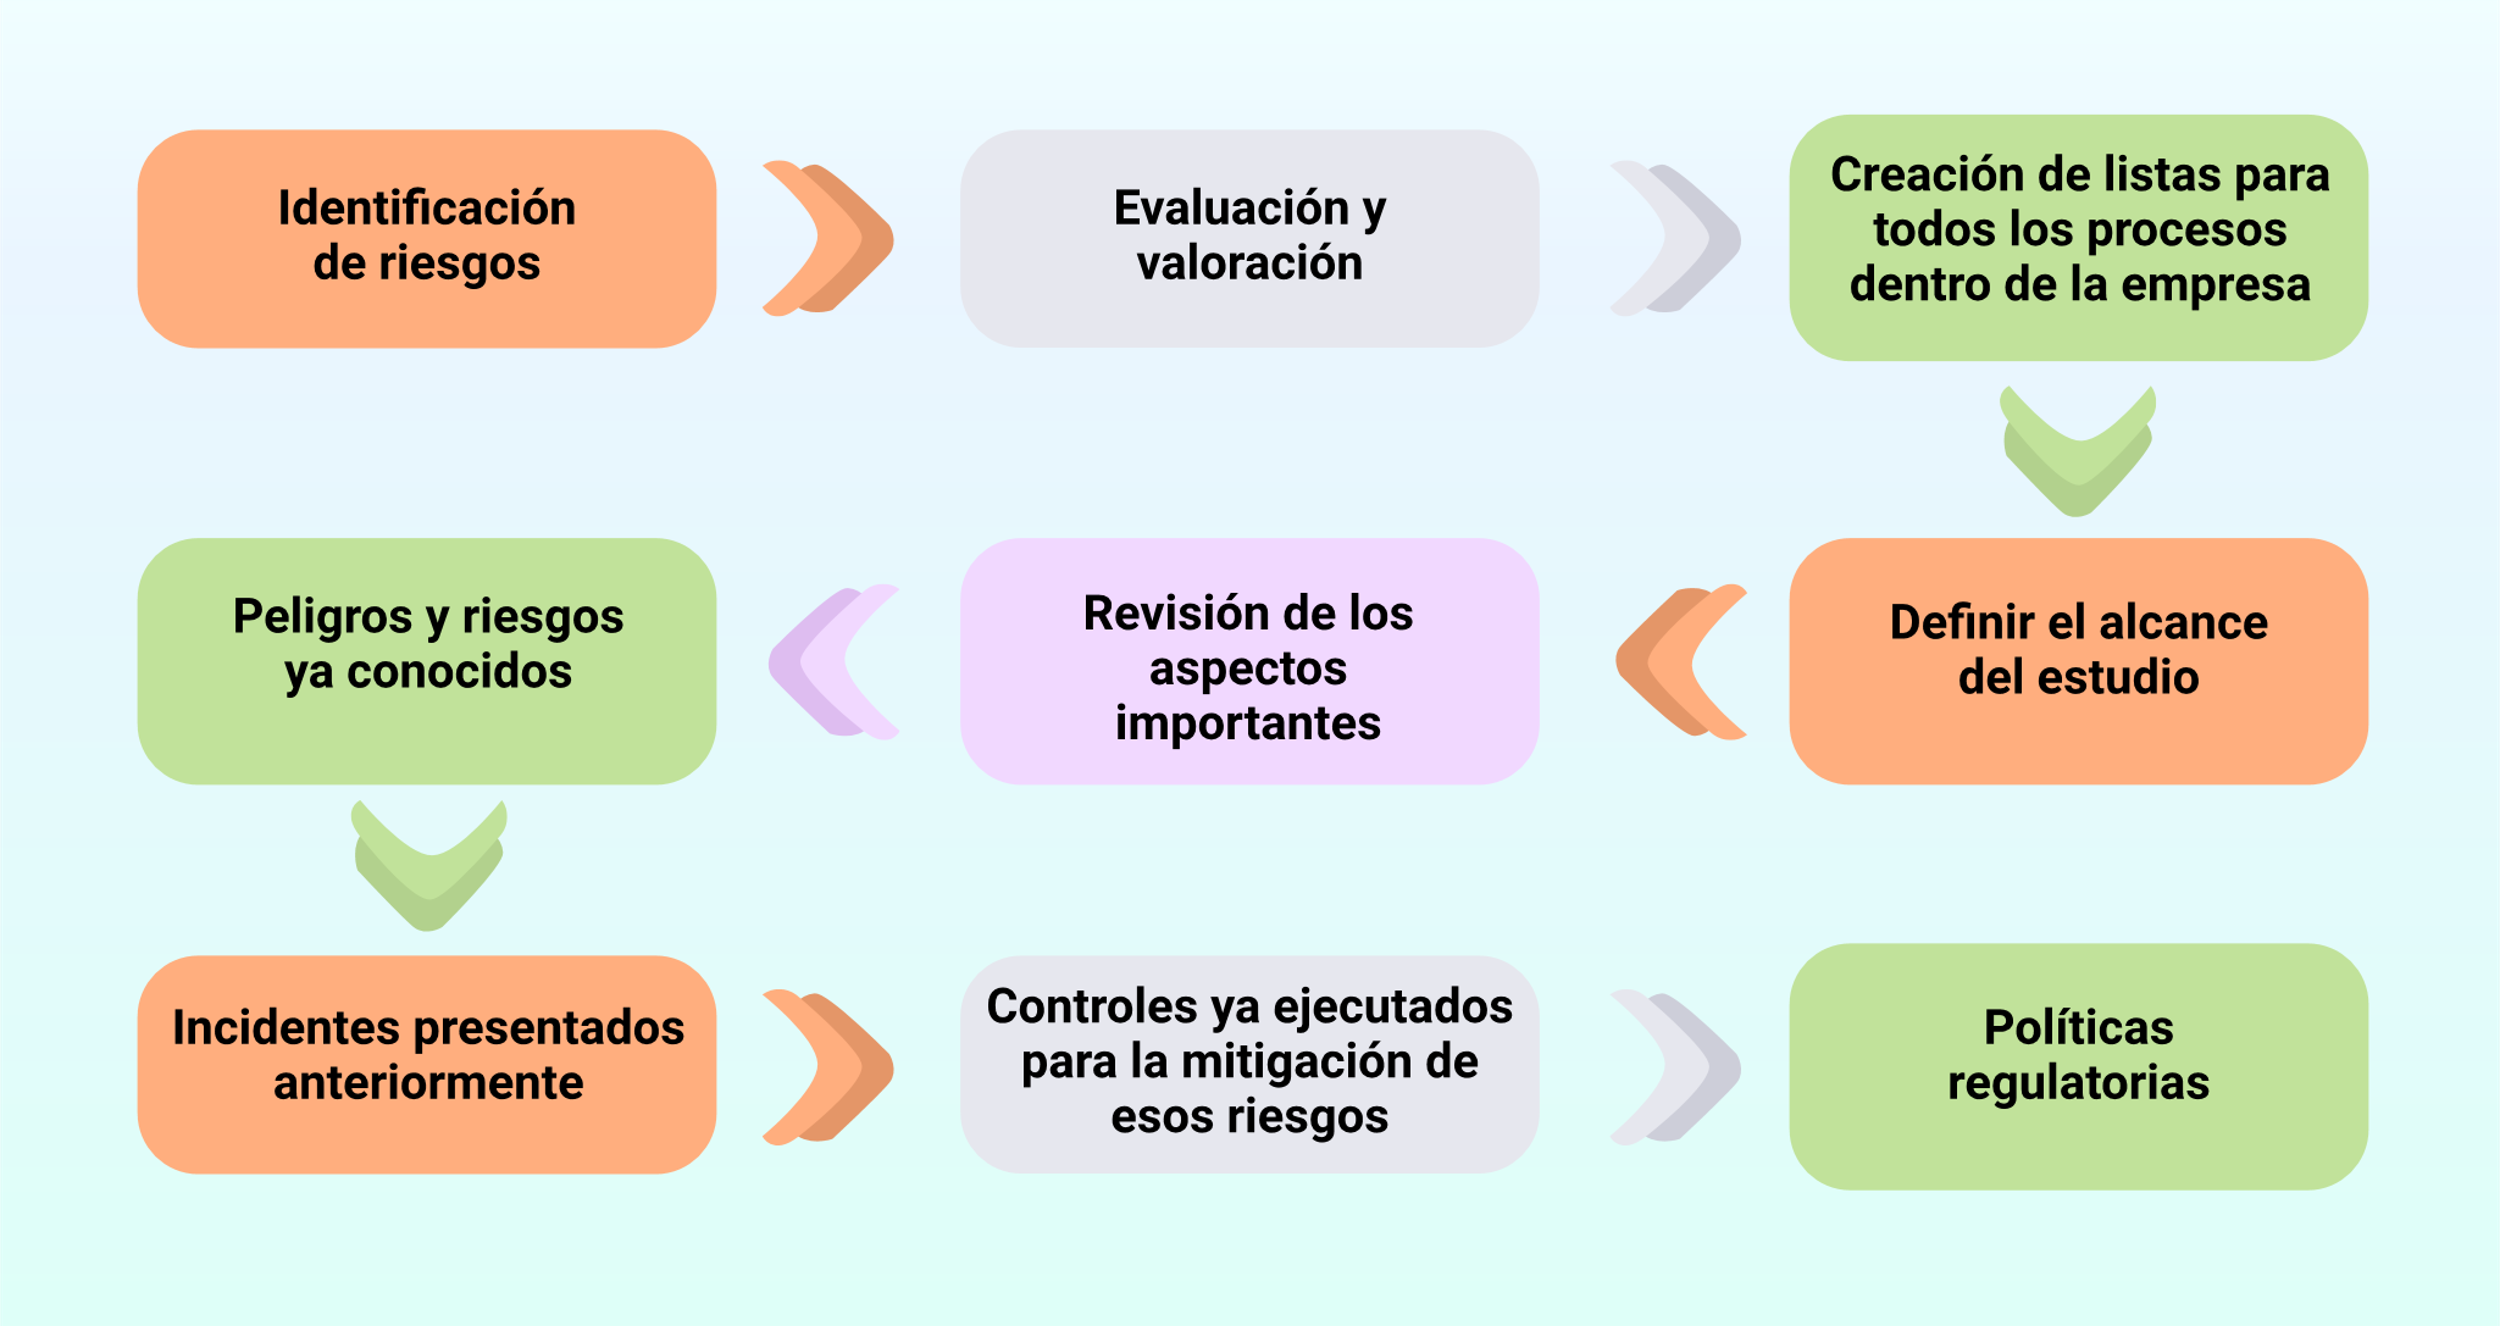 Identificación
de riesgos
Evaluación y
valoración
Creación de listas para
todos los procesos
dentro de la empresa
Definir el alcance
del estudio
Revisión de los
aspectos
importantes
Peligros y riesgos
ya conocidos
Incidentes presentados
anteriormente
Controles ya ejecutados
para la mitigación de
esos riesgos
Políticas
regulatorias